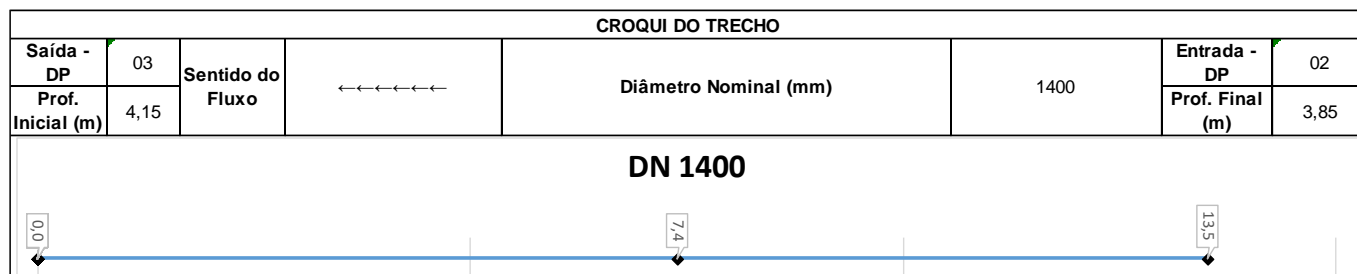 CROQUI DO TRECHO
Saída - DP
03
Sentido do Fluxo
←←←←←←
Diâmetro Nominal (mm)
1400
Entrada - DP
02
Prof. Inicial (m)
4,15
Prof. Final (m)
3,85
DN 1400
0,0
7,4
13,5